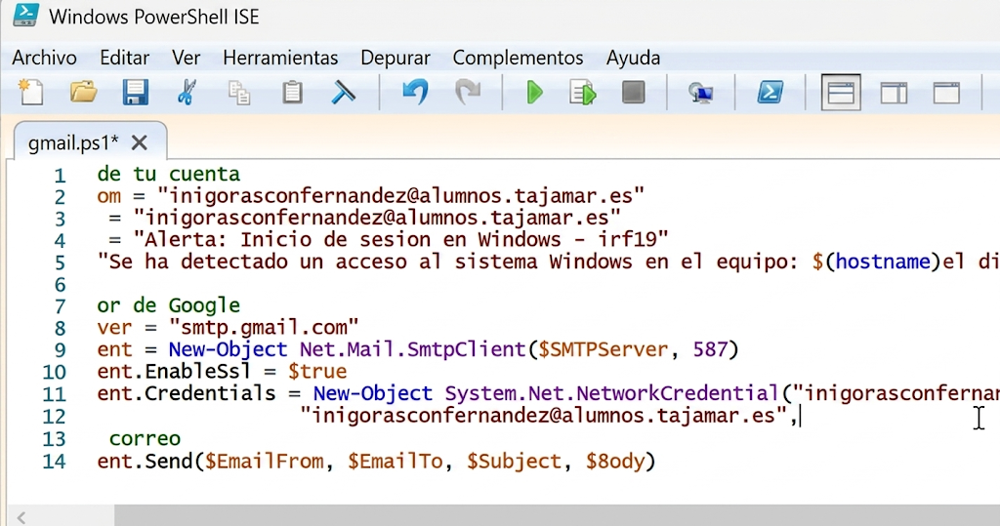 Windows PowerShell ISE
Archivo Editar Ver Herramientas Depurar Complementos Ayuda
gmail.ps1*
1 de tu cuenta
2 om = "inigorasconfernandez@alumnos.tajamar.es"
3 = "inigorasconfernandez@alumnos.tajamar.es"
4 = "Alerta: Inicio de sesion en Windows - irf19"
5 "Se ha detectado un acceso al sistema Windows en el equipo: $(hostname)el di
6
7 or de Google
8 ver = "smtp.gmail.com"
9 ent = New-Object Net.Mail.SmtpClient($SMTPServer, 587)
10 ent.EnableSsl = $true
11 ent.Credentials = New-Object System.Net.NetworkCredential("inigorasconfernar
12 "inigorasconfernandez@alumnos.tajamar.es",
13 correo
14 ent.Send($EmailFrom, $EmailTo, $Subject, $8ody)